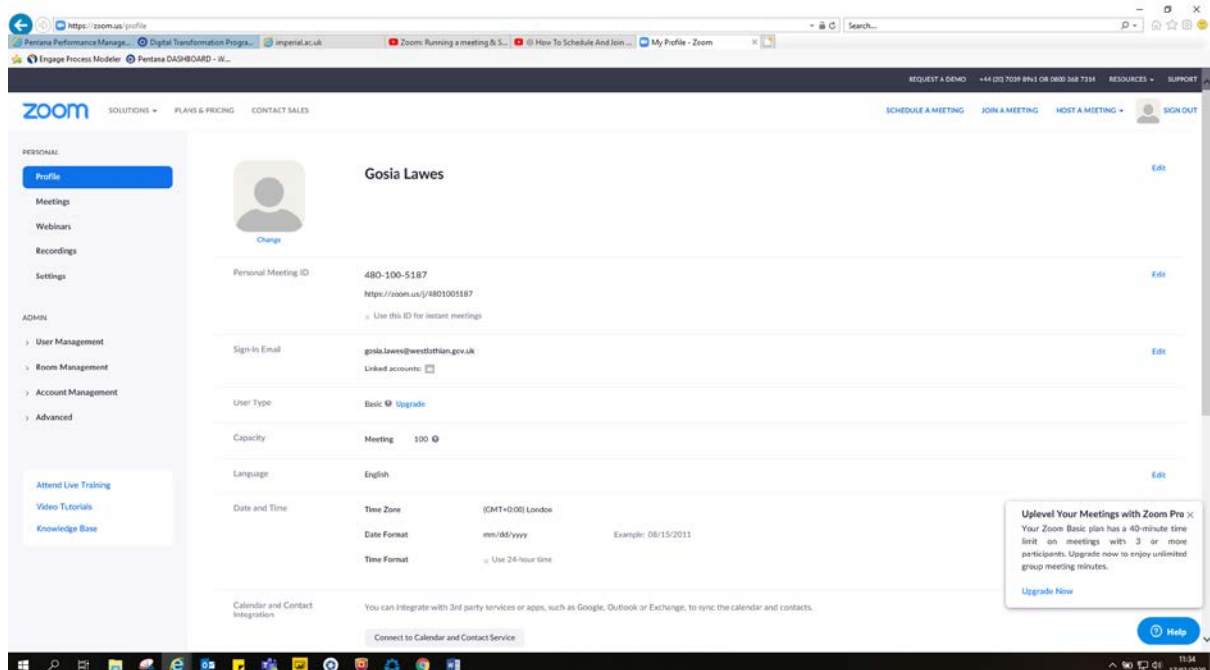 https://zoom.us/profile
Search...
Pentana Performance Manage...
Digital Transformation Progra...
imperial.ac.uk
Zoom: Running a meeting & S...
How To Schedule And Join ...
My Profile - Zoom
Engage Process Modeler
Pentana DASHBOARD - W...
REQUEST A DEMO
RESOURCES
SUPPORT
zoom
SOLUTIONS
PLANS & PRICING
CONTACT SALES
SCHEDULE A MEETING
JOIN A MEETING
HOST A MEETING
SIGN OUT
PERSONAL
Profile
Meetings
Webinars
Recordings
Settings
ADMIN
> User Management
> Room Management
> Account Management
> Advanced
Attend Live Training
Video Tutorials
Knowledge Base
Change
Gosia Lawes
Edit
Personal Meeting ID
480-100-5187
Edit
https://zoom.us/j/4801005187
× Use this ID for instant meetings
Sign-In Email
gosia.lawes@westlothian.gov.uk
Edit
Linked accounts:
User Type
Basic Upgrade
Capacity
Meeting 100
Language
English
Edit
Date and Time
Time Zone (GMT+0:00) London
Date Format mm/dd/yyyy Example: 08/15/2011
Time Format × Use 24-hour time
Calendar and Contact
Integration
You can integrate with 3rd party services or apps, such as Google, Outlook or Exchange, to sync the calendar and contacts.
Connect to Calendar and Contact Service
Uplevel Your Meetings with Zoom Pro ×
Your Zoom Basic plan has a 40-minute time
limit on meetings with 3 or more
participants. Upgrade now to enjoy unlimited
group meeting minutes.
Upgrade Now
Help
11:34